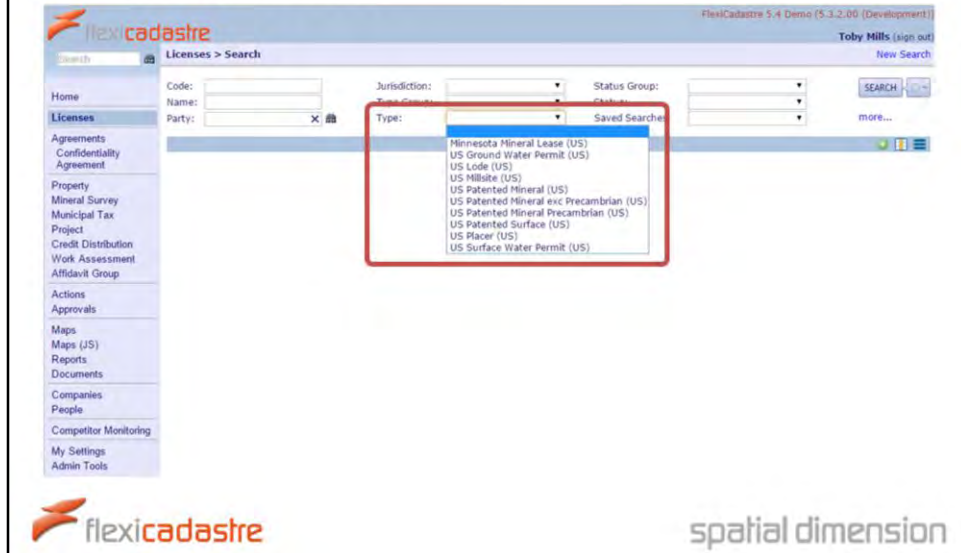 flexicadastre
FlexiCadastre 5.4 Demo (5.3.2.00 (Development))
Toby Mills (sign out)
Search
Licenses > Search
New Search
Code:
Jurisdiction:
Status Group:
SEARCH
Name:
Type Group:
Status:
Party:
Type:
Saved Searches
more...
Home
Licenses
Agreements
Confidentiality
Agreement
Property
Mineral Survey
Municipal Tax
Project
Credit Distribution
Work Assessment
Affidavit Group
Actions
Approvals
Maps
Maps (JS)
Reports
Documents
Companies
People
Competitor Monitoring
My Settings
Admin Tools
Minnesota Mineral Lease (US)
US Ground Water Permit (US)
US Lode (US)
US Millsite (US)
US Patented Mineral (US)
US Patented Mineral exc Precambrian (US)
US Patented Mineral Precambrian (US)
US Patented Surface (US)
US Placer (US)
US Surface Water Permit (US)
flexicadastre
spatial dimension